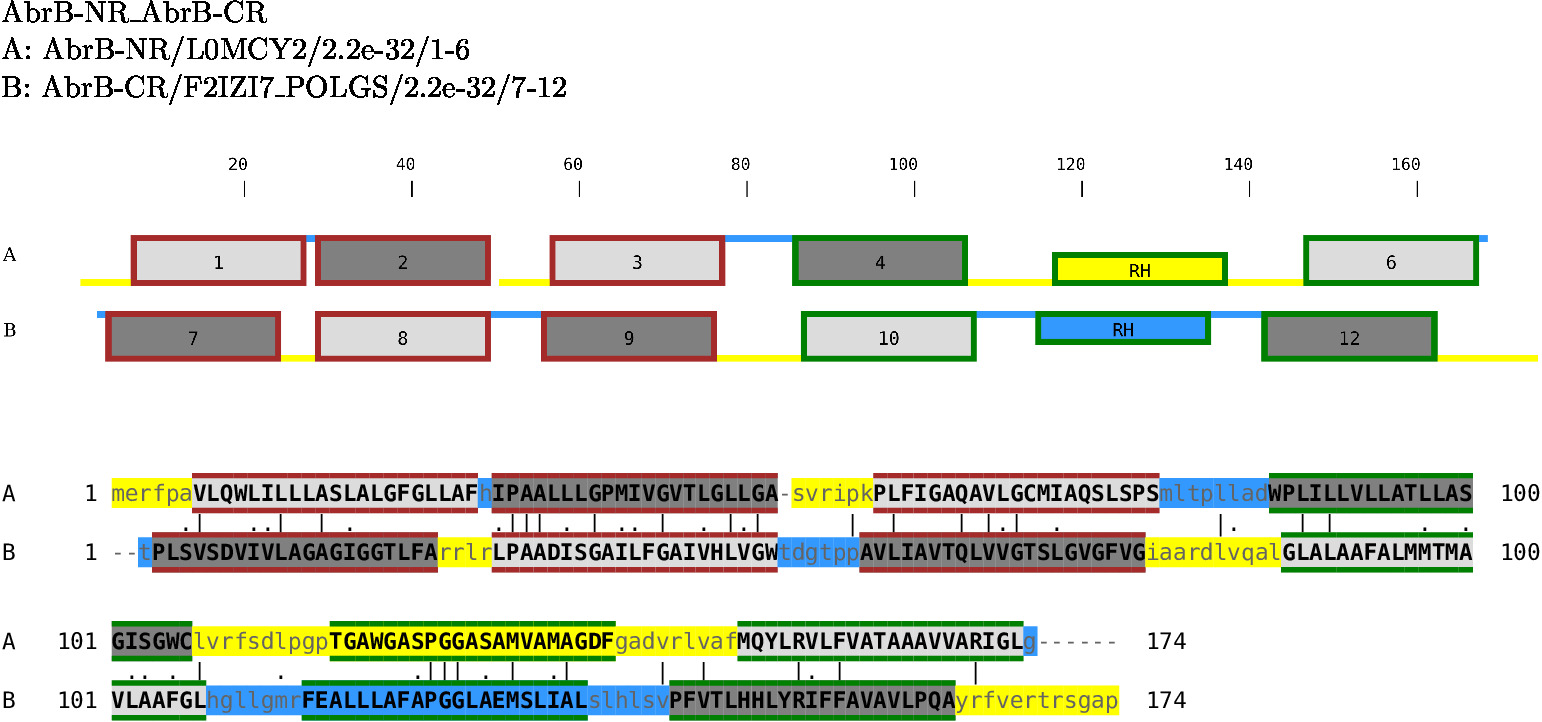 AbrB-NR_AbrB-CR
A: AbrB-NR/L0MCY2/2.2e-32/1-6
B: AbrB-CR/F2IZI7_POLGS/2.2e-32/7-12
20 40 60 80 100 120 140 160
A 1 2 3 4 RH 6
B 7 8 9 10 RH 12
A 1 merfpaVLQWLILLLASLALGFGLLAFhIPAALLLGPMIVGVTLGLLGA-svripkPLFIGAQAVLGCMIAQSLSPSmltplladWPLILLVLLATLLAS 100
B 1 --tPLSVSDVIVLAGAGIGGTLFArrlrLPAADISGAILFGAIVHLVGWtdgtppAVLIAVTQLVVGTSLGVGFVGiaardlvqalGLALAAFALMMTMA 100
A 101 GISGWClvrfsdlpgpTGAWGASPGGASAMVAMAGDFgadvrlvafMQYLRVLFVATAAAVVARIGLg------ 174
B 101 VLAAFGLhgllgmrFEALLLAFAPGGLAEMSLIALslhlsvPFVTLHHLYRIFFAVAVLPQAyrfvertrsgap 174